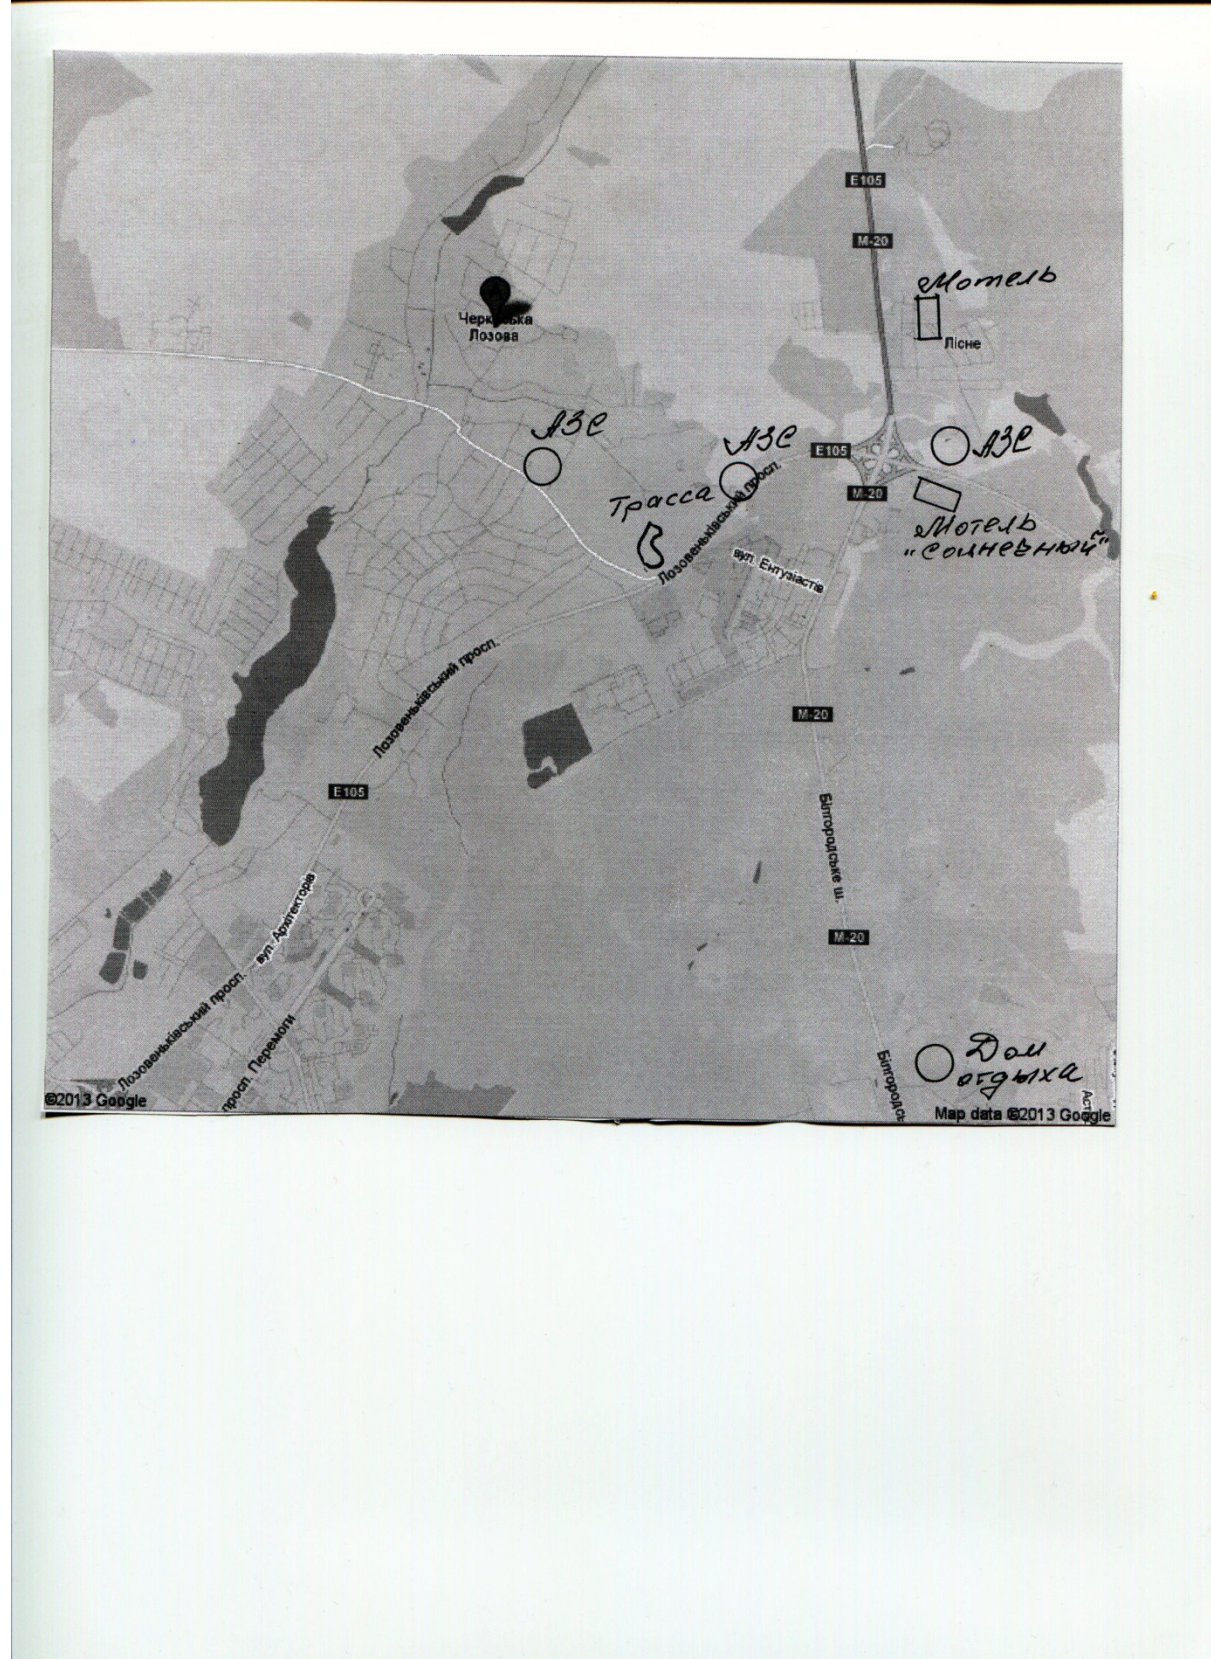 E105
M-20
Мотель
Черкаська
Лозова
Лісне
АЗС
АЗС
АЗС
E105
Трасса
M-20
Лозовеньківський просп.
Мотель
"Солнечный"
вул. Ентузіастів
Лозовеньківський просп.
M-20
E105
Білгородське ш.
вул. Архітекторів
M-20
Лозовеньківський просп.
просп. Перемоги
Дом
отдыха
Білгородсь
Аст
©2013 Google
Map data ©2013 Google